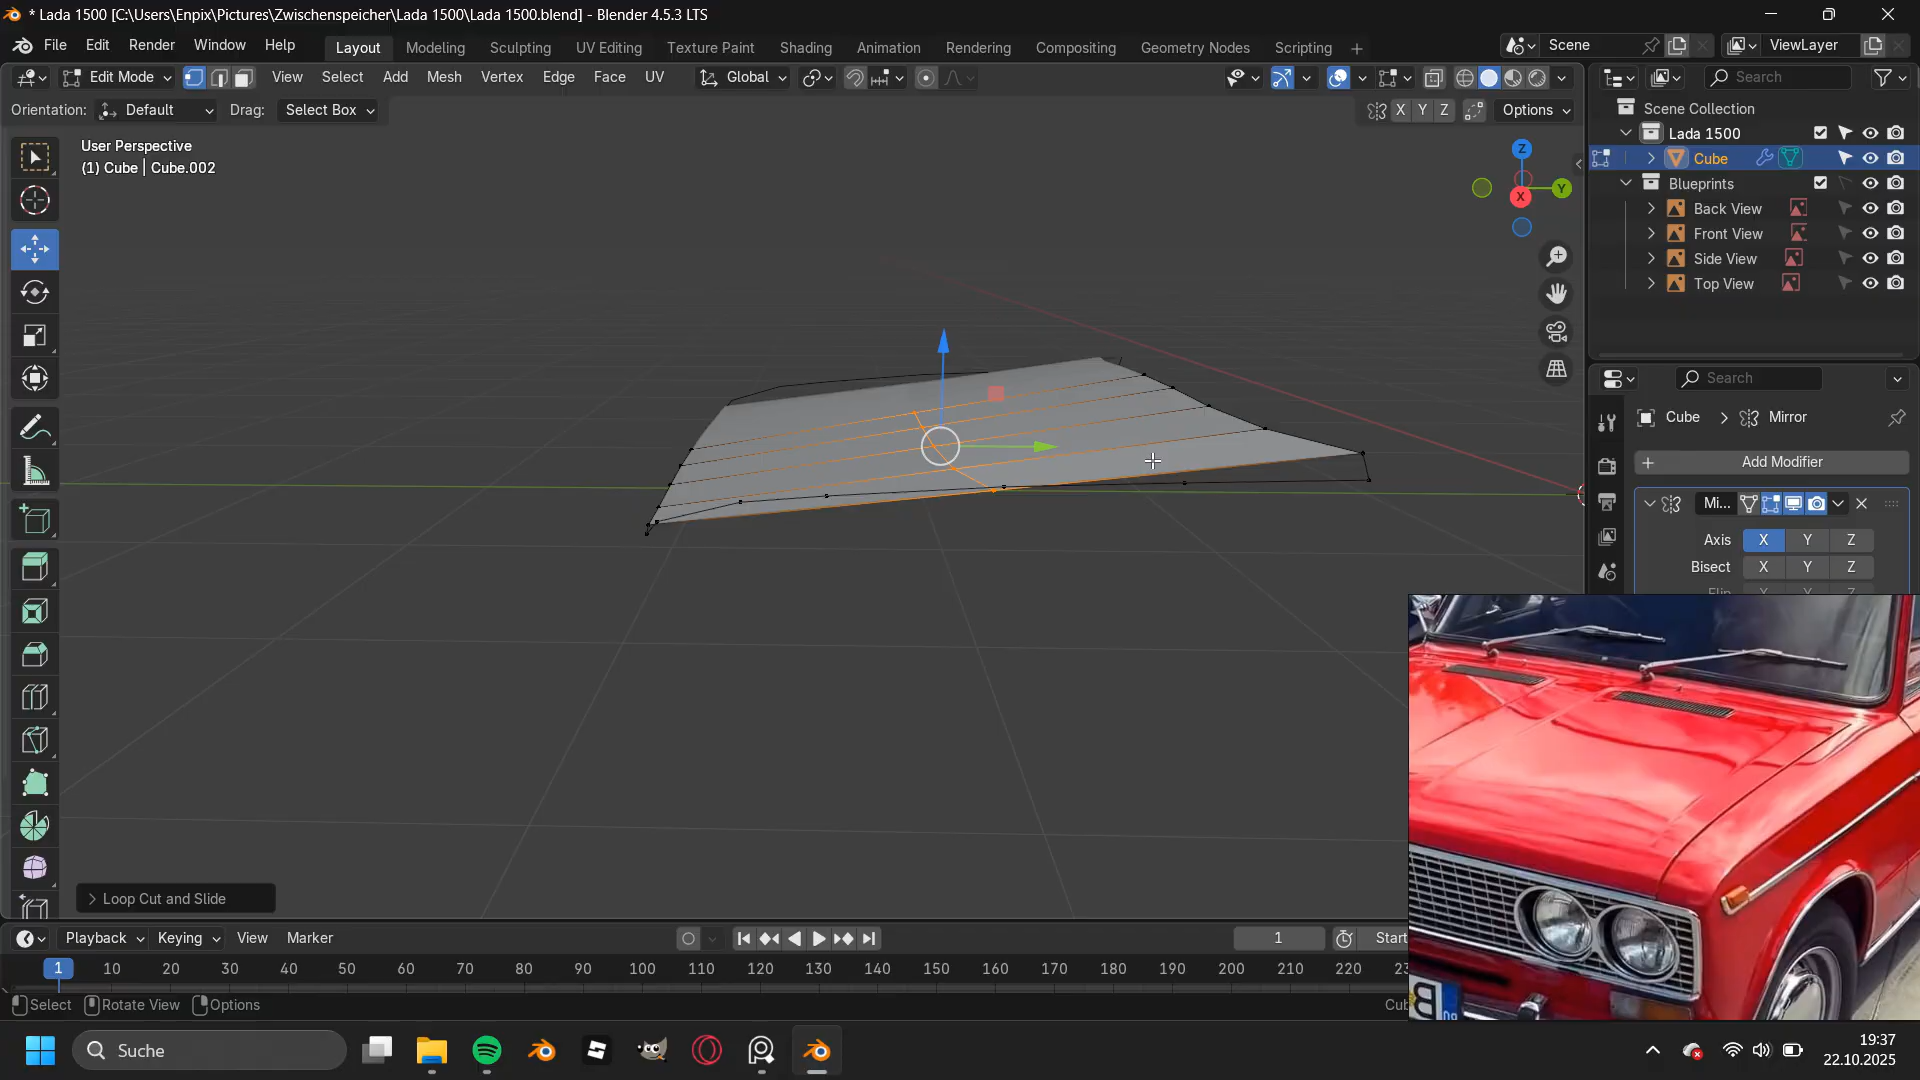 * Lada 1500 [C:\Users\Enpix\Pictures\Zwischenspeicher\Lada 1500\Lada 1500.blend] - Blender 4.5.3 LTS
File Edit Render Window Help Layout Modeling Sculpting UV Editing Texture Paint Shading Animation Rendering Compositing Geometry Nodes Scripting + Scene ViewLayer
Edit Mode View Select Add Mesh Vertex Edge Face UV Global Search
Orientation: Default Drag: Select Box X Y Z Options
Scene Collection
Lada 1500
Cube
Blueprints
Back View
Front View
Side View
Top View
User Perspective
(1) Cube | Cube.002
Z
Y
X
Search
Cube > Mirror
+ Add Modifier
Mi...
Axis X Y Z
Bisect X Y Z
Loop Cut and Slide
Playback Keying View Marker 1 Start
1 10 20 30 40 50 60 70 80 90 100 110 120 130 140 150 160 170 180 190 200 210 220
Select Rotate View Options
Suche
19:37
22.10.2025